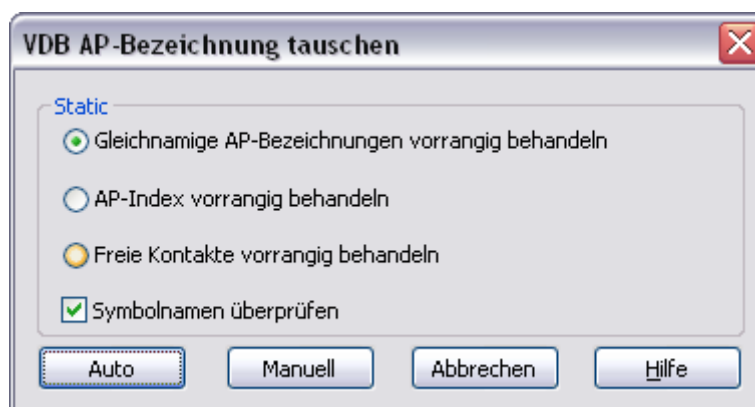 VDB AP-Bezeichnung tauschen
Static
Gleichnamige AP-Bezeichnungen vorrangig behandeln
AP-Index vorrangig behandeln
Freie Kontakte vorrangig behandeln
Symbolnamen überprüfen
Auto Manuell Abbrechen Hilfe